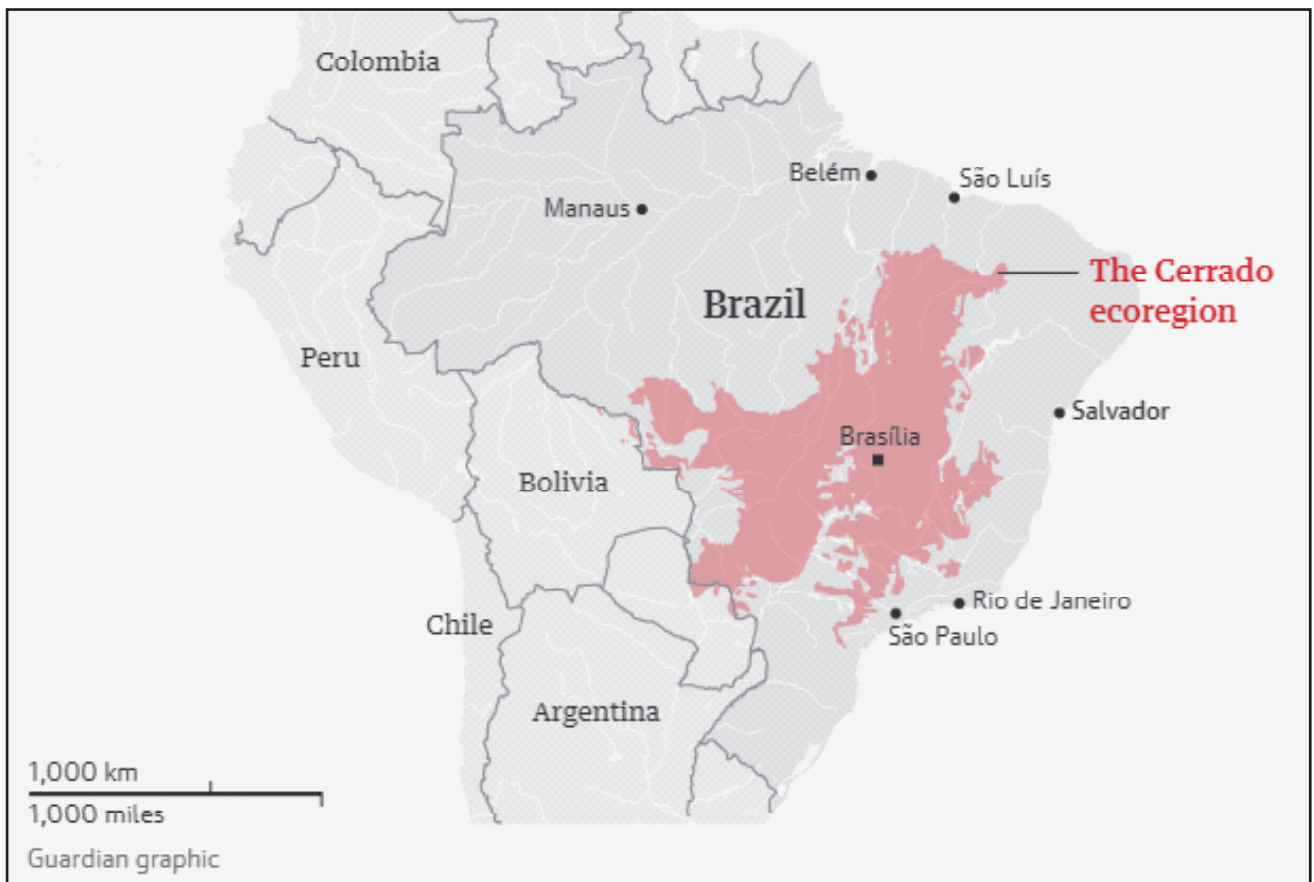 Colombia
Belém
São Luís
Manaus
The Cerrado
ecoregion
Brazil
Peru
Salvador
Brasília
Bolivia
Rio de Janeiro
Chile
São Paulo
Argentina
1,000 km
1,000 miles
Guardian graphic